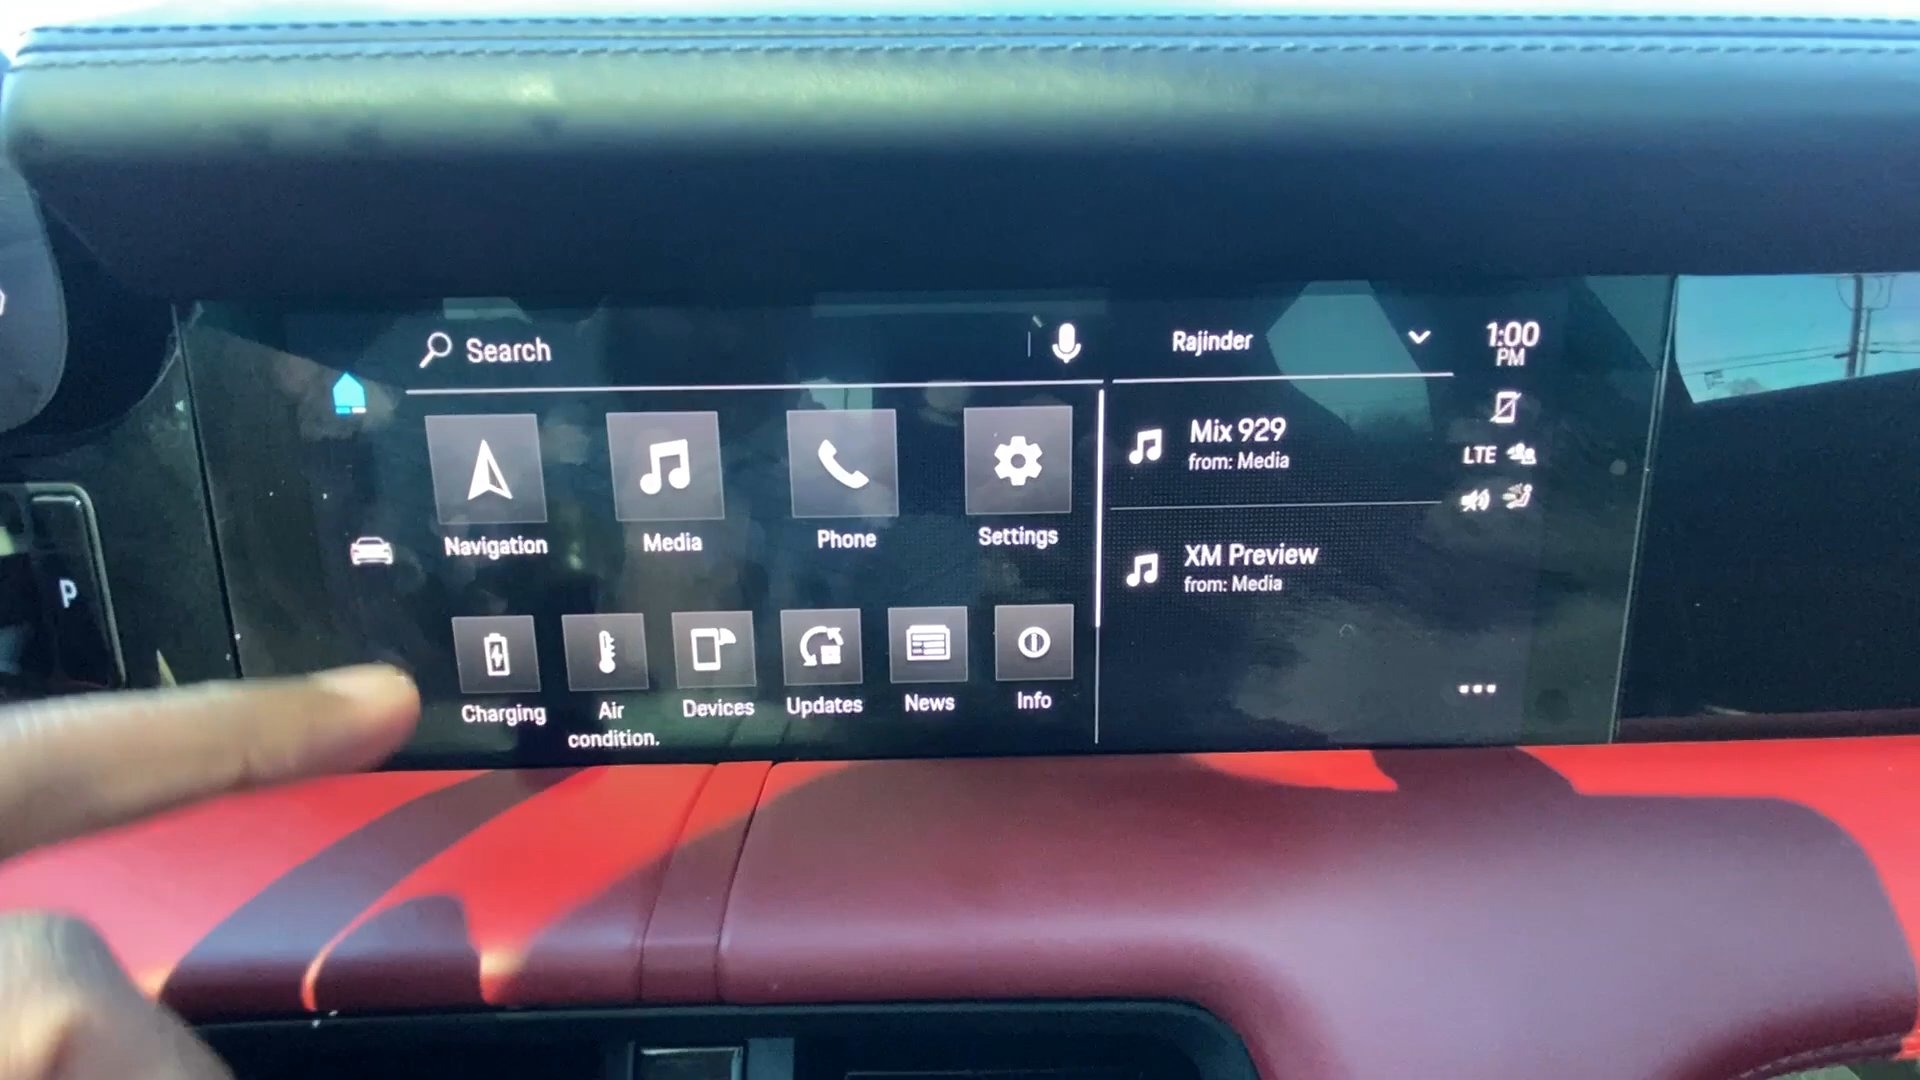 Search
Rajinder
1:00
PM
Mix 929
from: Media
LTE
Navigation
Media
Phone
Settings
XM Preview
from: Media
P
Charging
Air
condition.
Devices
Updates
News
Info